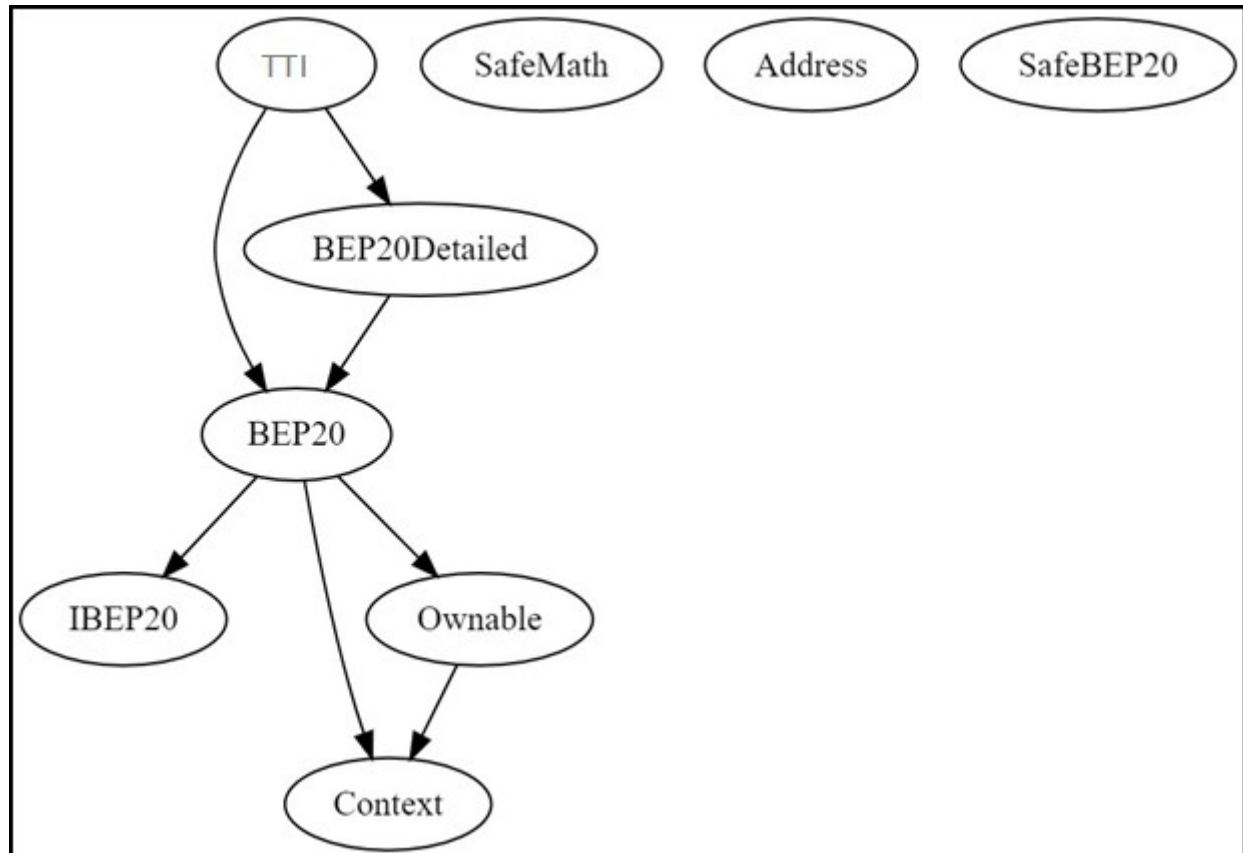 TTI
SafeMath
Address
SafeBEP20
BEP20Detailed
BEP20
IBEP20
Ownable
Context